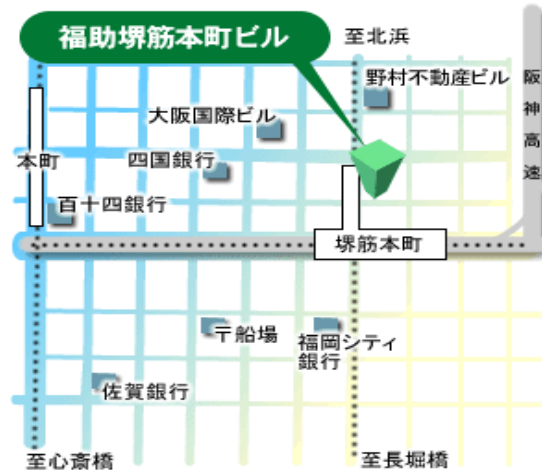 福助堺筋本町ビル
至北浜
野村不動産ビル
阪神高速
大阪国際ビル
本町
四国銀行
百十四銀行
堺筋本町
〒船場
福岡シティ
銀行
佐賀銀行
至心斎橋
至長堀橋